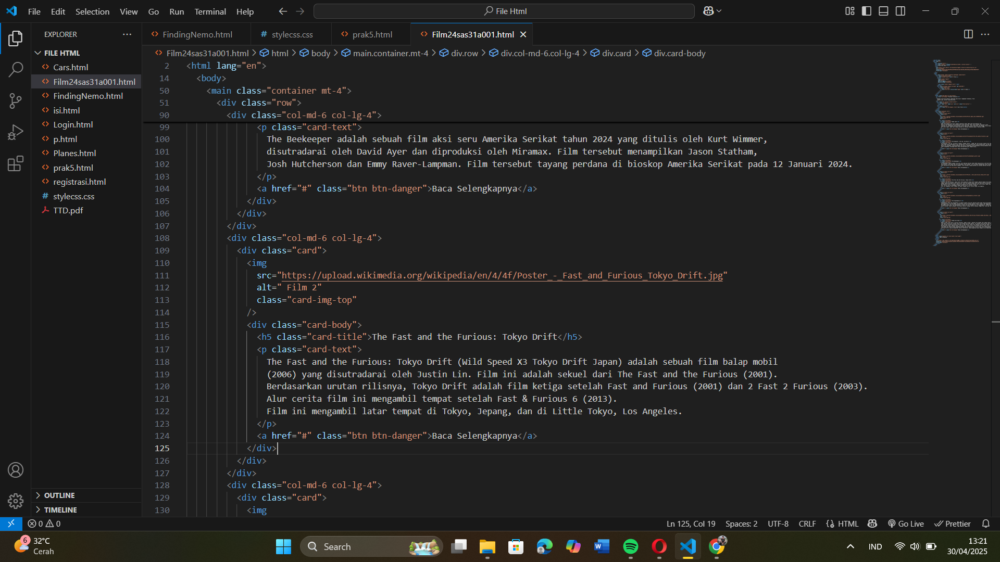 File Edit Selection View Go Run Terminal Help
File Html
EXPLORER
FILE HTML
Cars.html
Film24sas31a001.html
FindingNemo.html
isi.html
Login.html
p.html
Planes.html
prak5.html
registrasi.html
# stylecss.css
TTD.pdf
OUTLINE
TIMELINE
FindingNemo.html # stylecss.css prak5.html Film24sas31a001.html
Film24sas31a001.html > html > body > main.container.mt-4 > div.row > div.col-md-6.col-lg-4 > div.card > div.card-body
2 <html lang="en">
14 <body>
50 <main class="container mt-4">
51 <div class="row">
90 <div class="col-md-6 col-lg-4">
99 <p class="card-text">
100 The Beekeeper adalah sebuah film aksi seru Amerika Serikat tahun 2024 yang ditulis oleh Kurt Wimmer,
101 disutradarai oleh David Ayer dan diproduksi oleh Miramax. Film tersebut menampilkan Jason Statham,
102 Josh Hutcherson dan Emmy Raver-Lampman. Film tersebut tayang perdana di bioskop Amerika Serikat pada 12 Januari 2024.
103 </p>
104 <a href="#" class="btn btn-danger">Baca Selengkapnya</a>
105 </div>
106 </div>
107 </div>
108 <div class="col-md-6 col-lg-4">
109 <div class="card">
110 <img
111 src="https://upload.wikimedia.org/wikipedia/en/4/4f/Poster_-_Fast_and_Furious_Tokyo_Drift.jpg"
112 alt=" Film 2"
113 class="card-img-top"
114 />
115 <div class="card-body">
116 <h5 class="card-title">The Fast and the Furious: Tokyo Drift</h5>
117 <p class="card-text">
118 The Fast and the Furious: Tokyo Drift (Wild Speed X3 Tokyo Drift Japan) adalah sebuah film balap mobil
119 (2006) yang disutradarai oleh Justin Lin. Film ini adalah sekuel dari The Fast and the Furious (2001).
120 Berdasarkan urutan rilisnya, Tokyo Drift adalah film ketiga setelah Fast and Furious (2001) dan 2 Fast 2 Furious (2003).
121 Alur cerita film ini mengambil tempat setelah Fast & Furious 6 (2013).
122 Film ini mengambil latar tempat di Tokyo, Jepang, dan di Little Tokyo, Los Angeles.
123 </p>
124 <a href="#" class="btn btn-danger">Baca Selengkapnya</a>
125 </div>
126 </div>
127 </div>
128 <div class="col-md-6 col-lg-4">
129 <div class="card">
130 <img
0 0 Ln 125, Col 19 Spaces: 2 UTF-8 CRLF {} HTML Go Live Prettier
6 32°C
Cerah
Search
IND
13:21
30/04/2025